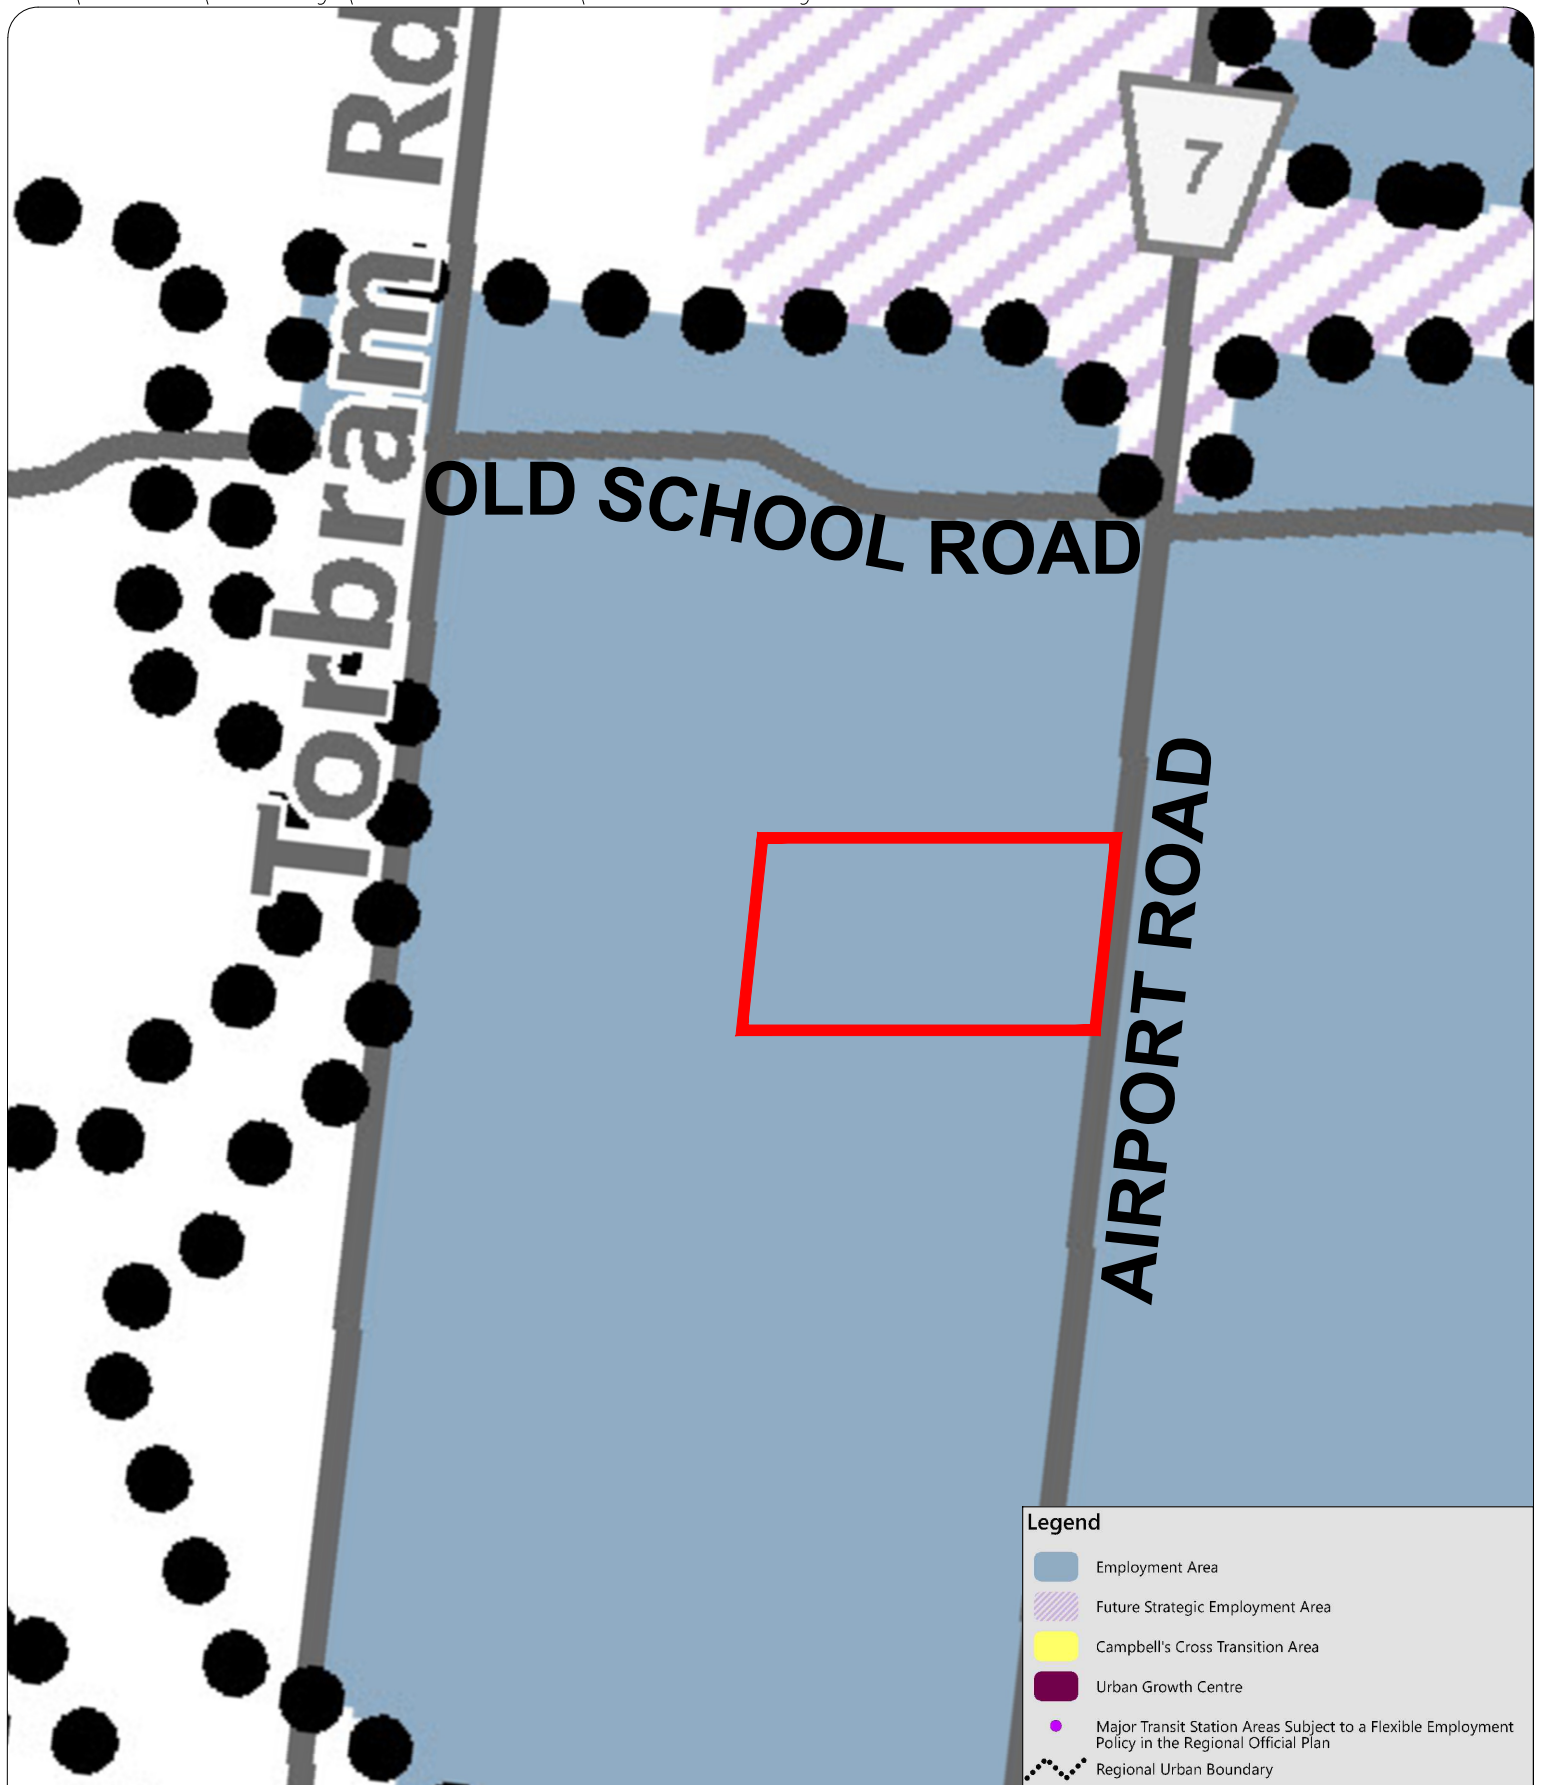 Torbram Rd
7
OLD SCHOOL ROAD
AIRPORT ROAD
Legend
Employment Area
Future Strategic Employment Area
Campbell's Cross Transition Area
Urban Growth Centre
Major Transit Station Areas Subject to a Flexible Employment
Policy in the Regional Official Plan
Regional Urban Boundary